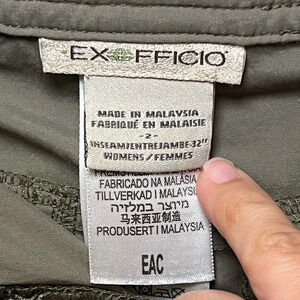 EXOFFICIO
MADE IN MALAYSIA
FABRIQUÉ EN MALAISIE
-2-
INSEAM/ENTREJAMBE-32"
WOMENS/FEMMES
FABRICADO NA MALÁSIA
TILLVERKAD I MALAYSIA
מיוצר במלזיה
马来西亚制造
PRODUSERT I MALAYSIA
EAC